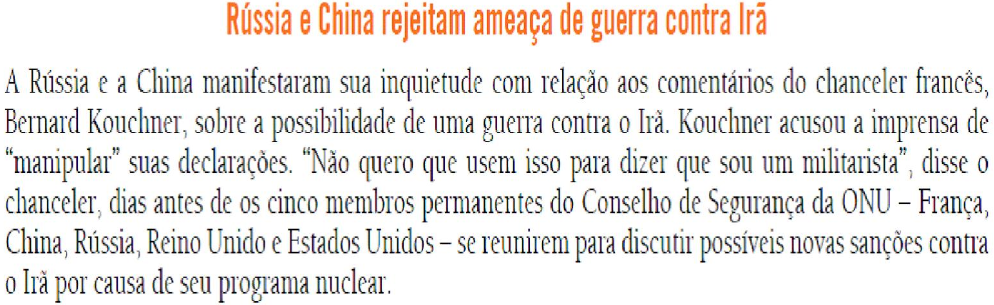 Rússia e China rejeitam ameaça de guerra contra Irã
A Rússia e a China manifestaram sua inquietude com relação aos comentários do chanceler francês,
Bernard Kouchner, sobre a possibilidade de uma guerra contra o Irã. Kouchner acusou a imprensa de
“manipular” suas declarações. “Não quero que usem isso para dizer que sou um militarista”, disse o
chanceler, dias antes de os cinco membros permanentes do Conselho de Segurança da ONU – França,
China, Rússia, Reino Unido e Estados Unidos – se reunirem para discutir possíveis novas sanções contra
o Irã por causa de seu programa nuclear.